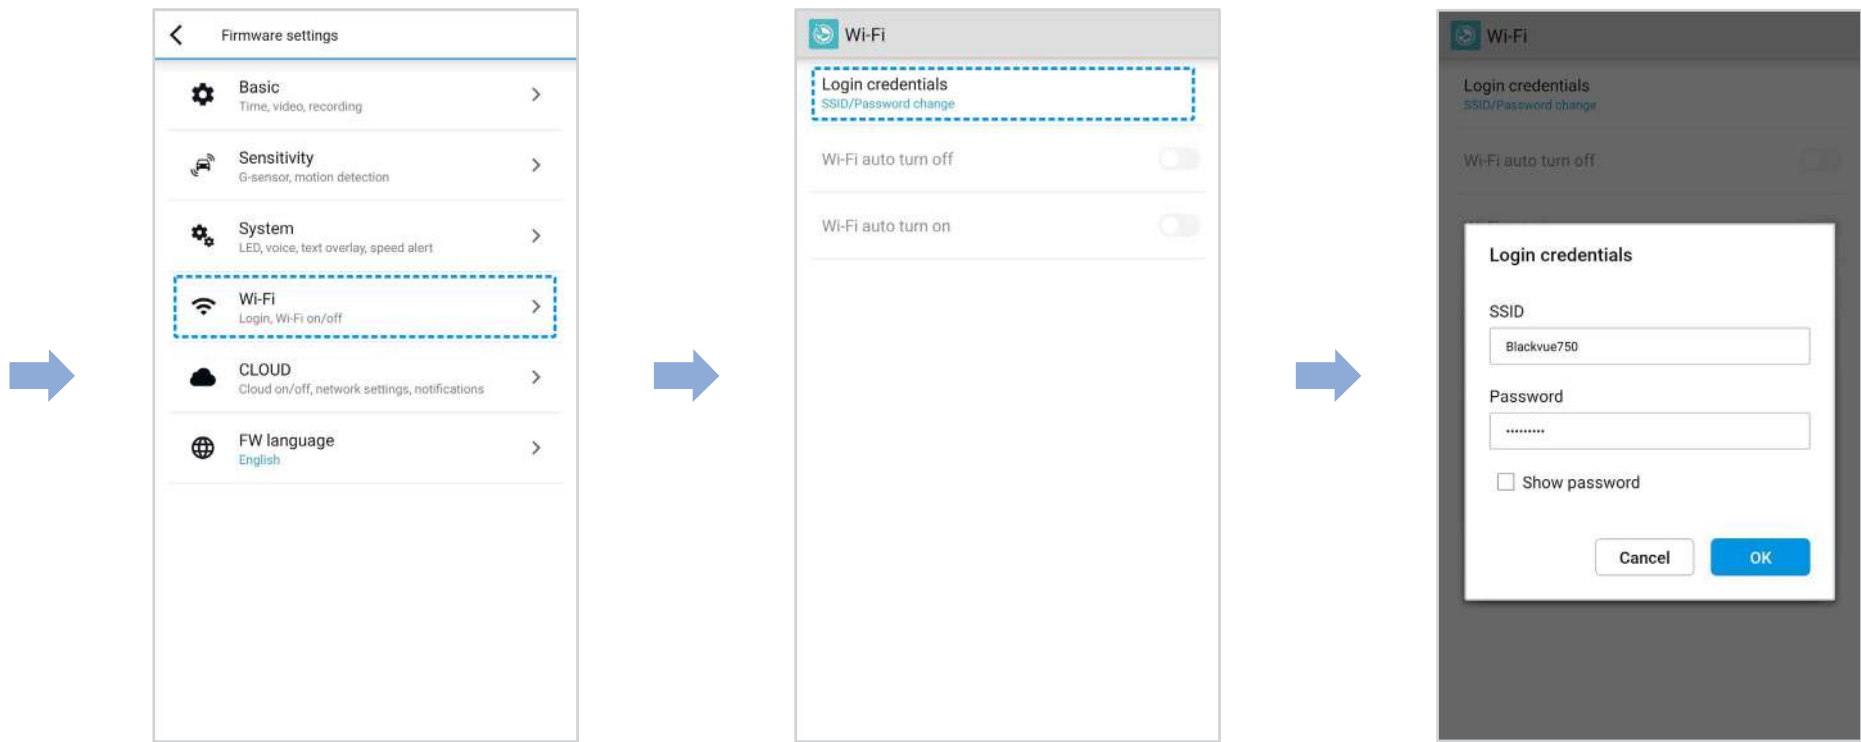 Firmware settings
Basic
Time, video, recording
Sensitivity
G-sensor, motion detection
System
LED, voice, text overlay, speed alert
Wi-Fi
Login, Wi-Fi on/off
CLOUD
Cloud on/off, network settings, notifications
FW language
English
Wi-Fi
Login credentials
SSID/Password change
Wi-Fi auto turn off
Wi-Fi auto turn on
Wi-Fi
Login credentials
SSID/Password change
Wi-Fi auto turn off
Login credentials
SSID
Blackvue750
Password
•••••••••
Show password
Cancel
OK